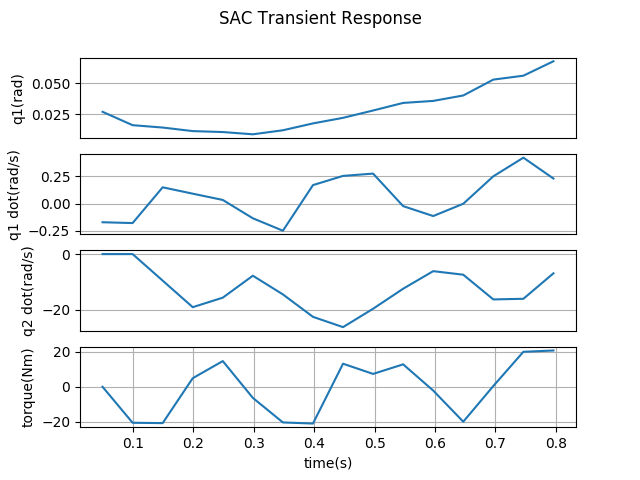 SAC Transient Response
q1(rad)
0.050
0.025
q1 dot(rad/s)
0.25
0.00
−0.25
q2 dot(rad/s)
0
−20
torque(Nm)
20
0
−20
0.1 0.2 0.3 0.4 0.5 0.6 0.7 0.8
time(s)